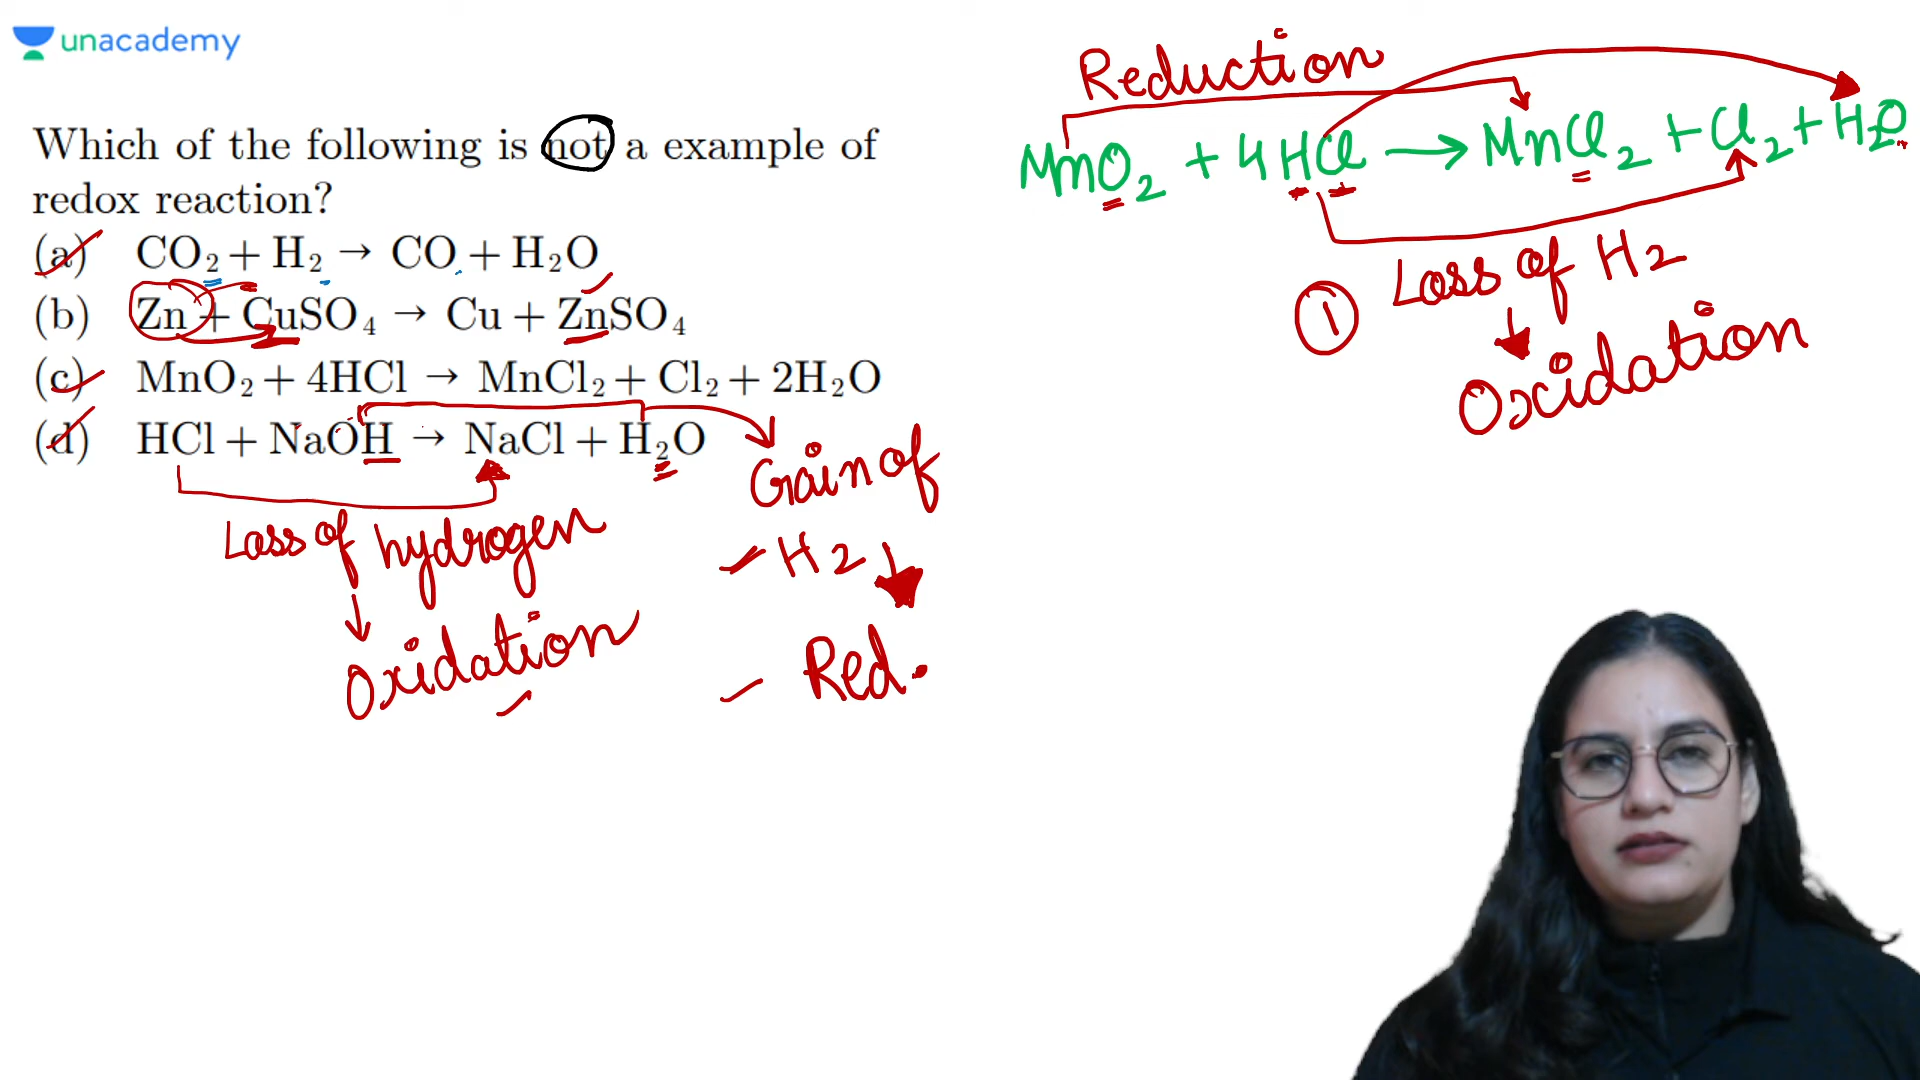 unacademy
Which of the following is not a example of
redox reaction?
(a) CO₂ + H₂ → CO + H₂O
(b) Zn + CuSO₄ → Cu + ZnSO₄
(c) MnO₂ + 4HCl → MnCl₂ + Cl₂ + 2H₂O
(d) HCl + NaOH → NaCl + H₂O
Loss of hydrogen
Oxidation
Gain of
H₂
Red.
Reduction
MnO₂ + 4HCl → MnCl₂ + Cl₂ + H₂O
① Loss of H₂
Oxidation